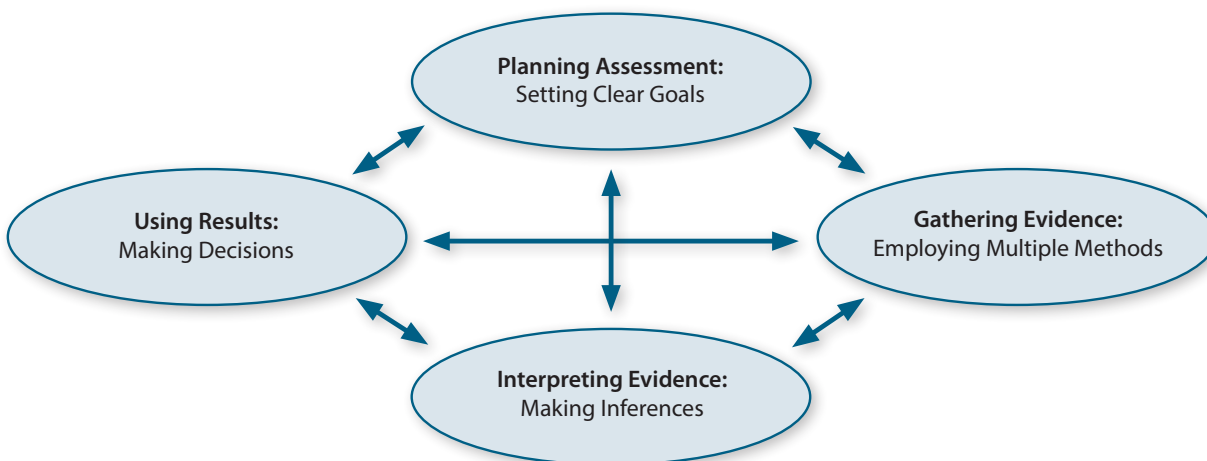 Planning Assessment:
Setting Clear Goals
Using Results:
Making Decisions
Gathering Evidence:
Employing Multiple Methods
Interpreting Evidence:
Making Inferences